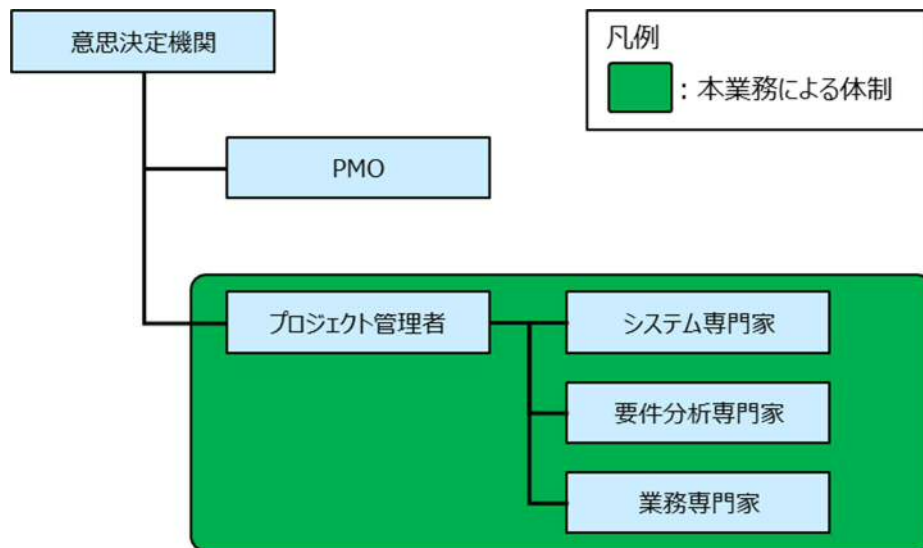 意思決定機関
凡例
：本業務による体制
PMO
プロジェクト管理者
システム専門家
要件分析専門家
業務専門家